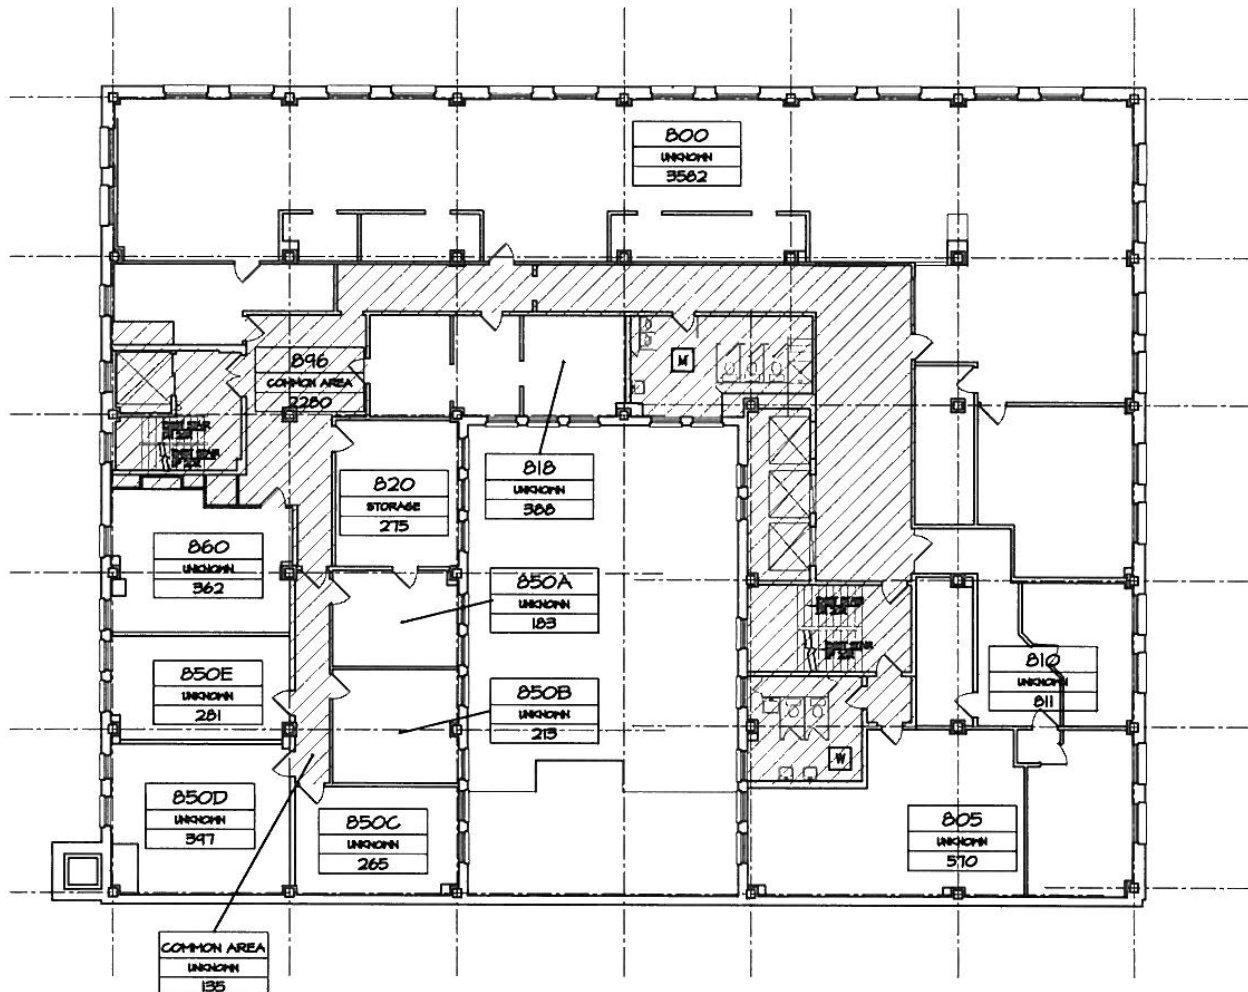 800
UNKNOWN
3582
M
896
COMMON AREA
2280
818
UNKNOWN
388
820
STORAGE
275
860
UNKNOWN
362
850A
UNKNOWN
183
850E
UNKNOWN
281
850B
UNKNOWN
213
810
UNKNOWN
811
W
850D
UNKNOWN
397
850C
UNKNOWN
265
805
UNKNOWN
570
COMMON AREA
UNKNOWN
135